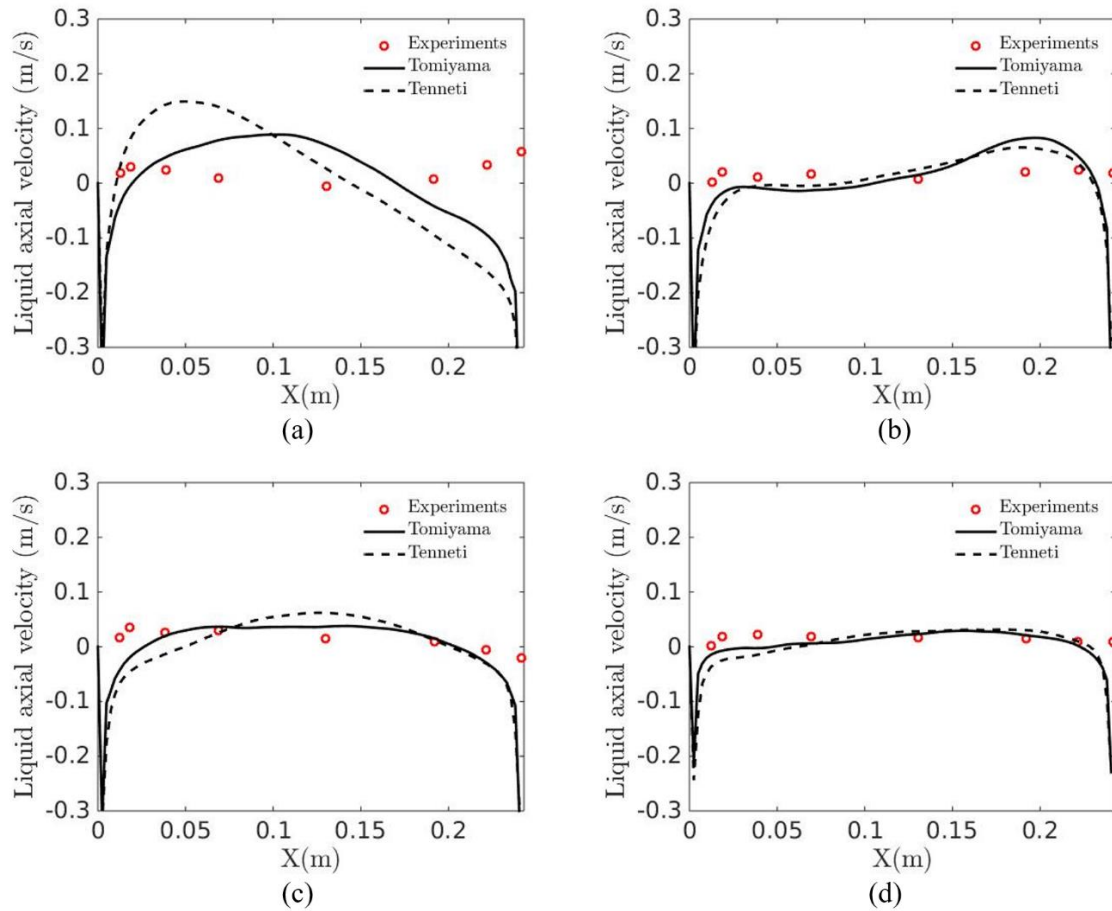 0.3
0.2
0.1
0
-0.1
-0.2
-0.3
Liquid axial velocity (m/s)
Experiments
Tomiyama
Tenneti
0 0.05 0.1 0.15 0.2
X(m)
(a)
0.3
0.2
0.1
0
-0.1
-0.2
-0.3
Liquid axial velocity (m/s)
Experiments
Tomiyama
Tenneti
0 0.05 0.1 0.15 0.2
X(m)
(b)
0.3
0.2
0.1
0
-0.1
-0.2
-0.3
Liquid axial velocity (m/s)
Experiments
Tomiyama
Tenneti
0 0.05 0.1 0.15 0.2
X(m)
(c)
0.3
0.2
0.1
0
-0.1
-0.2
-0.3
Liquid axial velocity (m/s)
Experiments
Tomiyama
Tenneti
0 0.05 0.1 0.15 0.2
X(m)
(d)